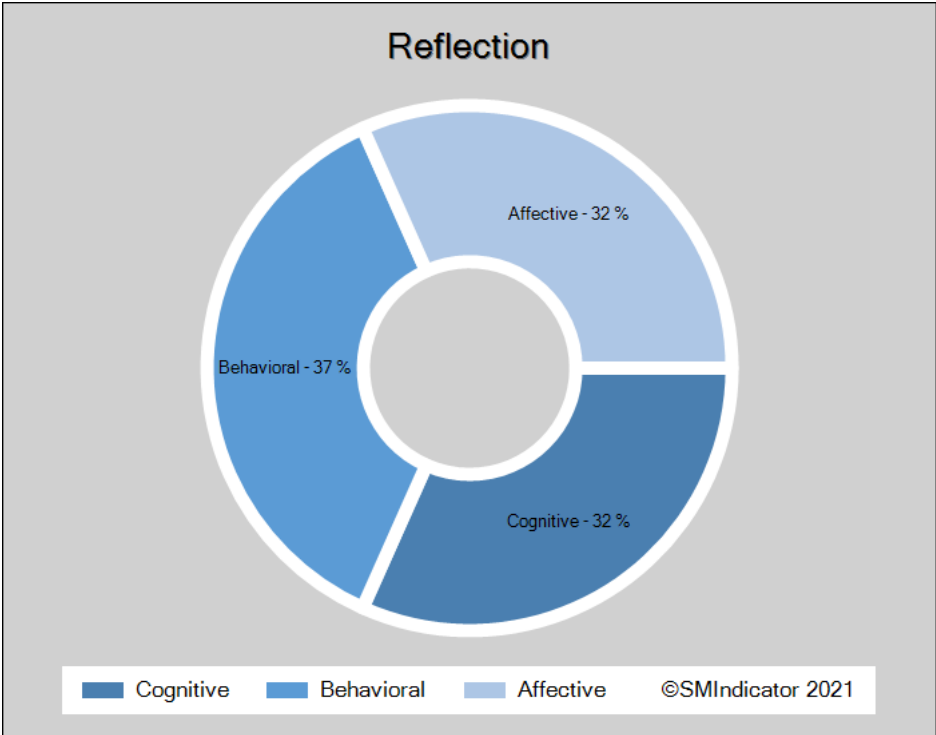 Reflection
Affective - 32 %
Behavioral - 37 %
Cognitive - 32 %
Cognitive Behavioral Affective ©SMIndicator 2021